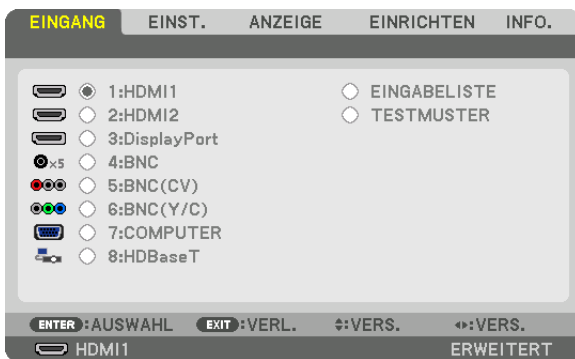 EINGANG EINST. ANZEIGE EINRICHTEN INFO.
1:HDMI1 EINGABELISTE
2:HDMI2 TESTMUSTER
3:DisplayPort
×5 4:BNC
5:BNC(CV)
6:BNC(Y/C)
7:COMPUTER
8:HDBaseT
ENTER:AUSWAHL EXIT:VERL. :VERS. :VERS.
HDMI1 ERWEITERT